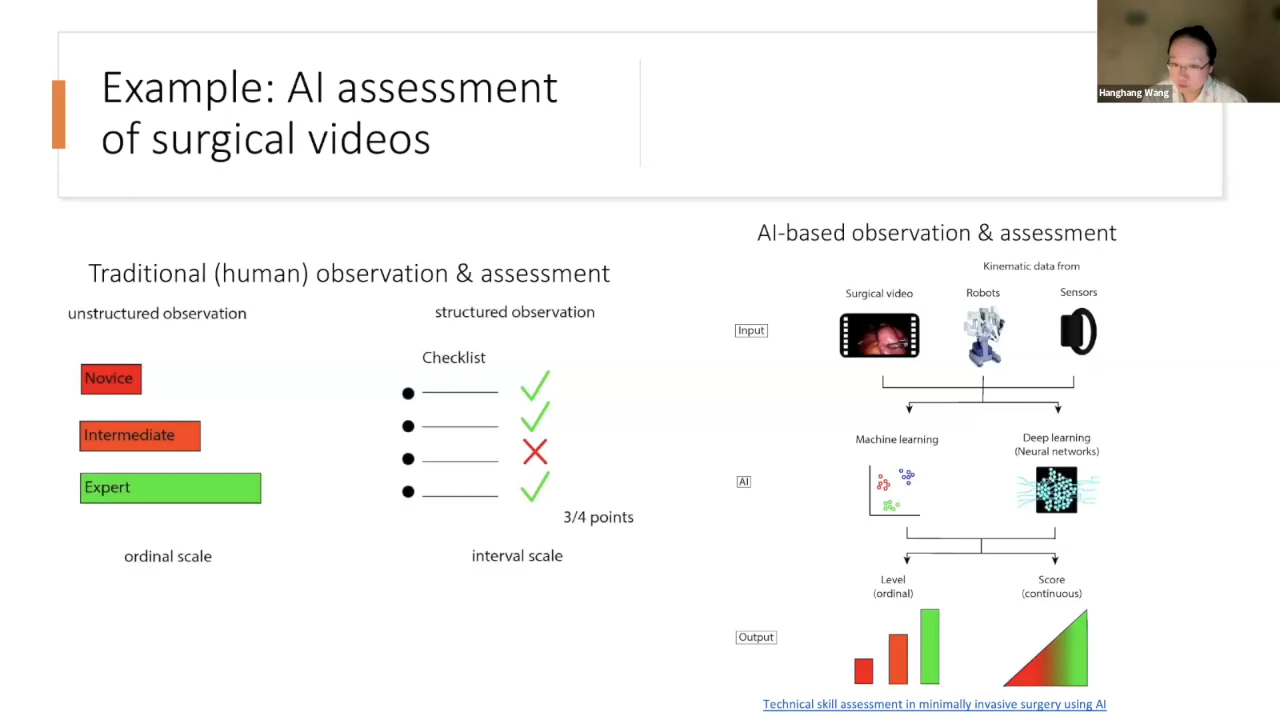 Example: AI assessment
of surgical videos
Hanghang Wang
Traditional (human) observation & assessment
unstructured observation
Novice
Intermediate
Expert
ordinal scale
structured observation
Checklist
3/4 points
interval scale
AI-based observation & assessment
Kinematic data from
Surgical video
Robots
Sensors
Input
Machine learning
Deep learning
(Neural networks)
AI
Level
(ordinal)
Score
(continuous)
Output
Technical skill assessment in minimally invasive surgery using AI